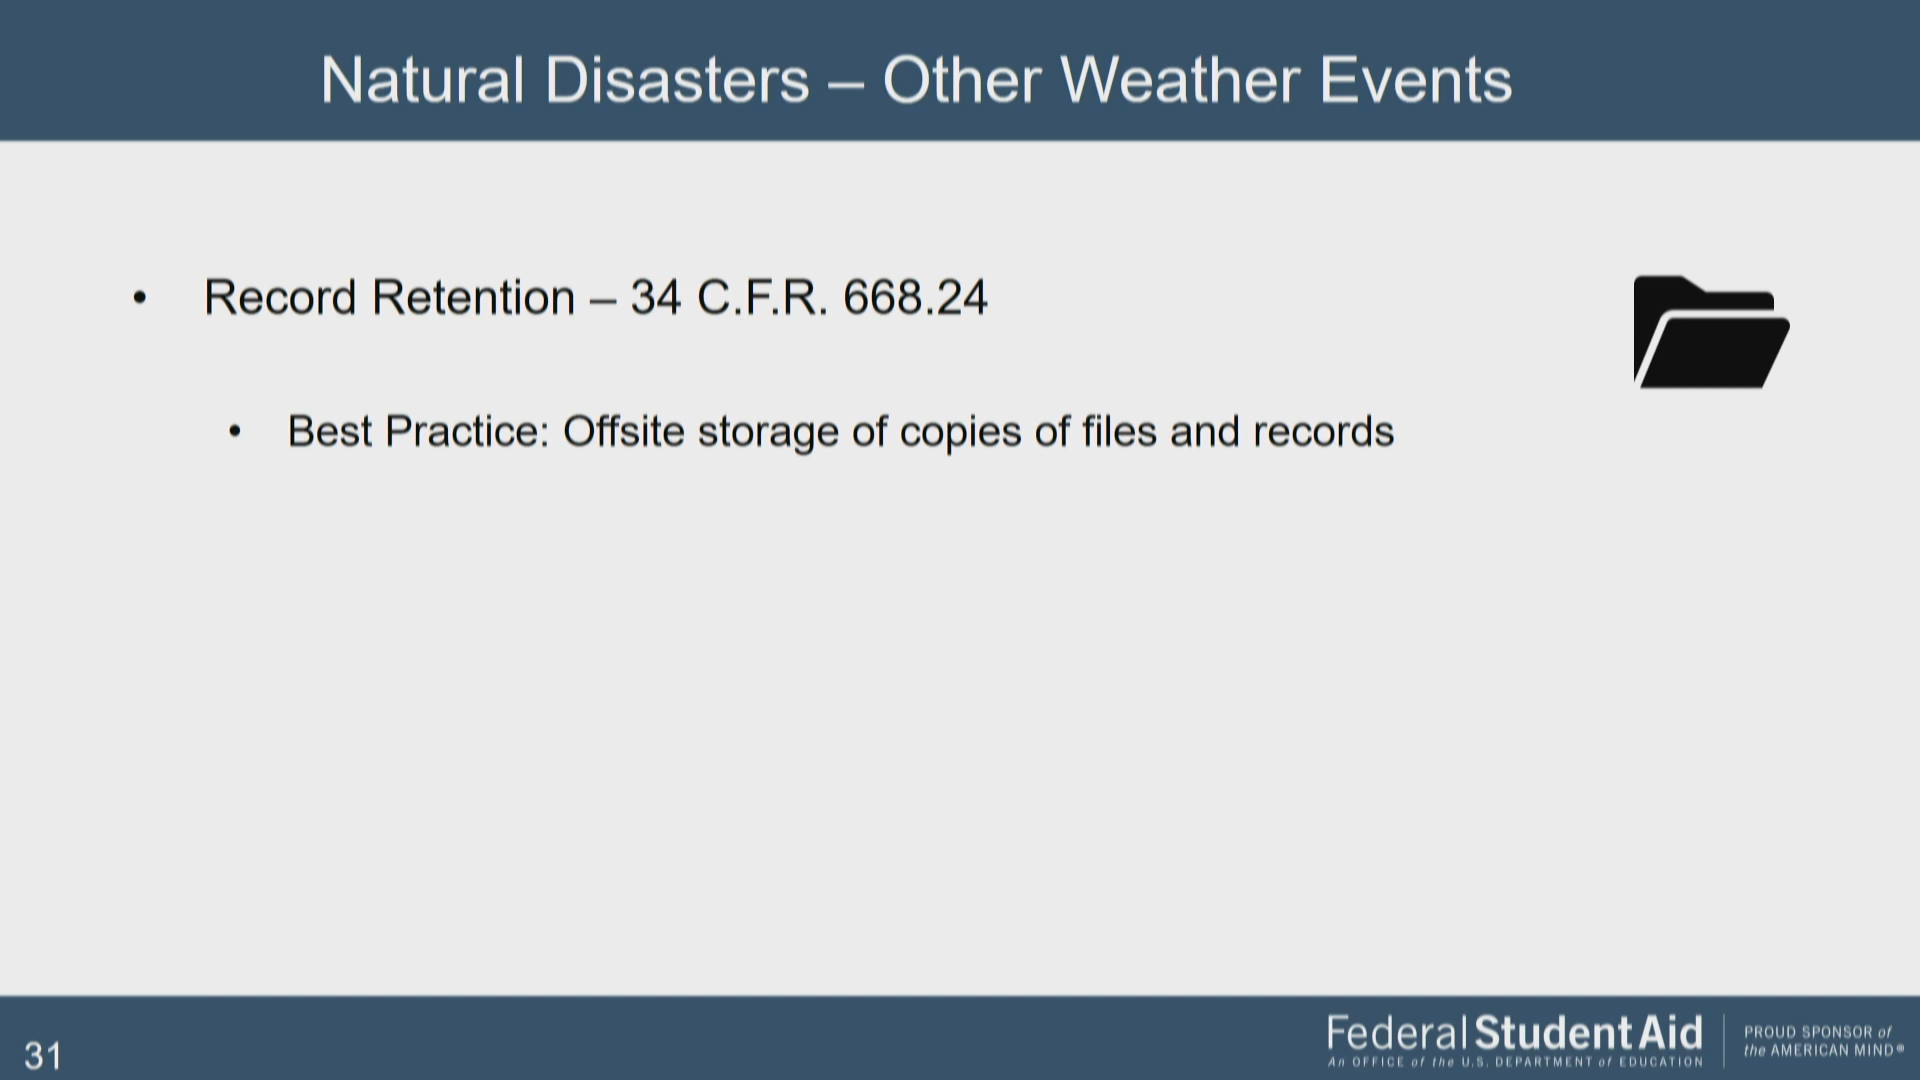 Natural Disasters – Other Weather Events
• Record Retention – 34 C.F.R. 668.24
• Best Practice: Offsite storage of copies of files and records
31
Federal Student Aid
An OFFICE of the U.S. DEPARTMENT of EDUCATION
PROUD SPONSOR of
the AMERICAN MIND®